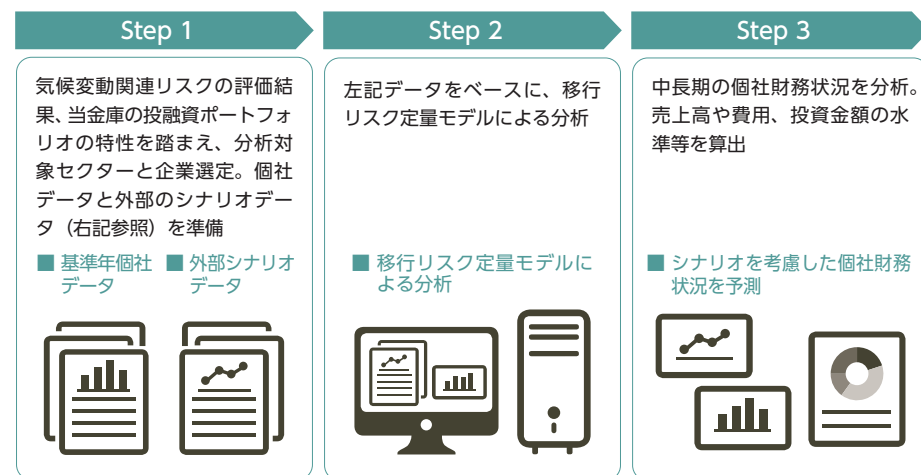 Step 1
気候変動関連リスクの評価結
果、当金庫の投融資ポートフォ
リオの特性を踏まえ、分析対
象セクターと企業選定。個社
データと外部のシナリオデー
タ（右記参照）を準備
■ 基準年個社
データ
■ 外部シナリオ
データ
Step 2
左記データをベースに、移行
リスク定量モデルによる分析
■ 移行リスク定量モデルに
よる分析
Step 3
中長期の個社財務状況を分析。
売上高や費用、投資金額の水
準等を算出
■ シナリオを考慮した個社財務
状況を予測